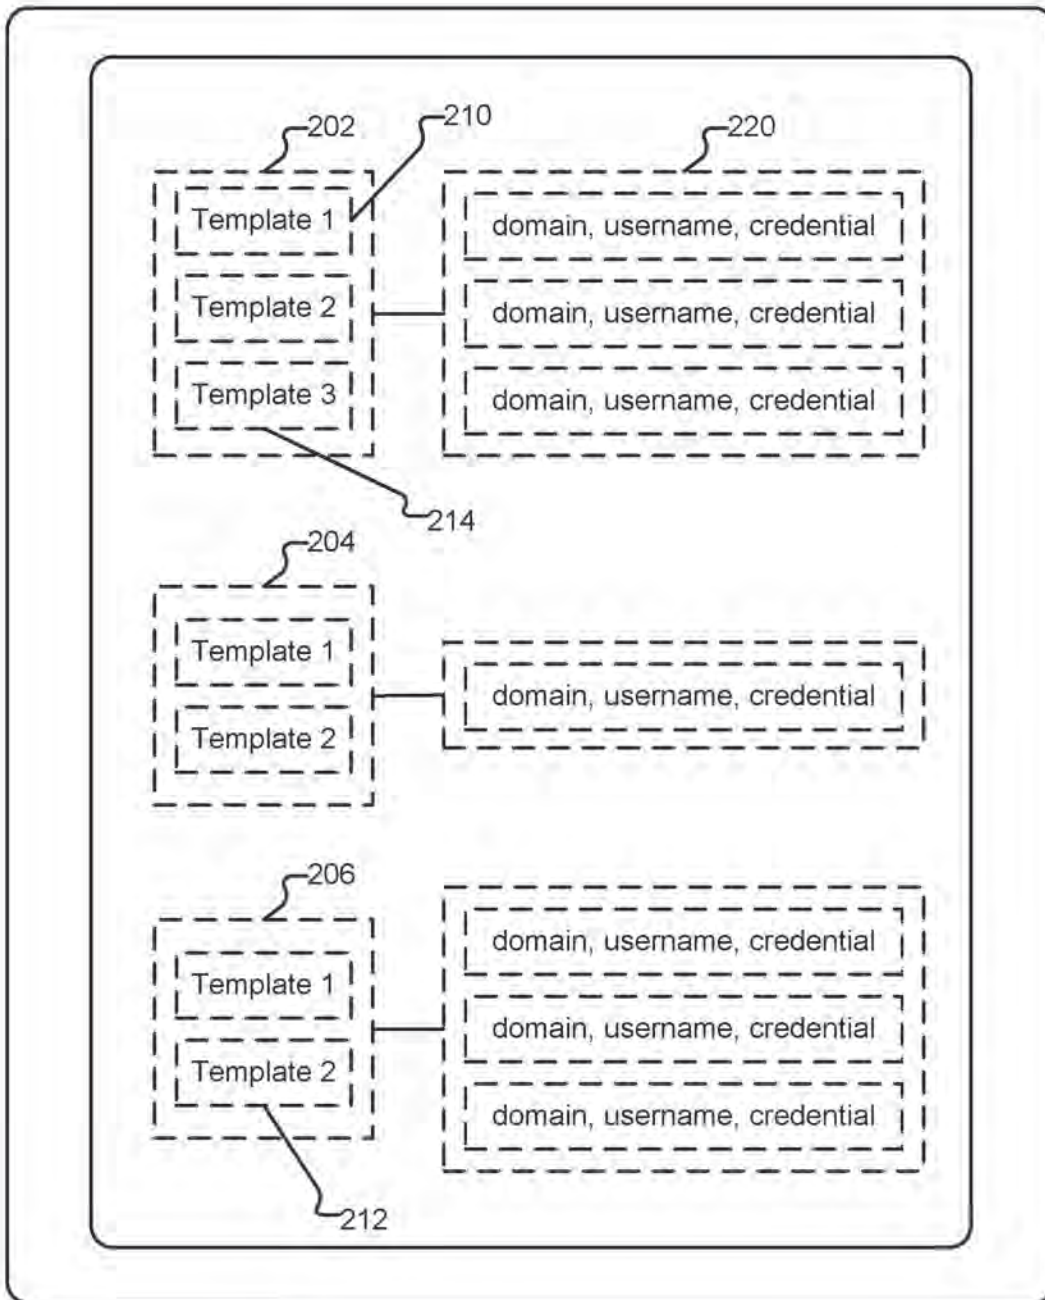 202
210
220
Template 1
domain, username, credential
Template 2
domain, username, credential
Template 3
domain, username, credential
214
204
Template 1
domain, username, credential
Template 2
206
domain, username, credential
Template 1
domain, username, credential
Template 2
domain, username, credential
212